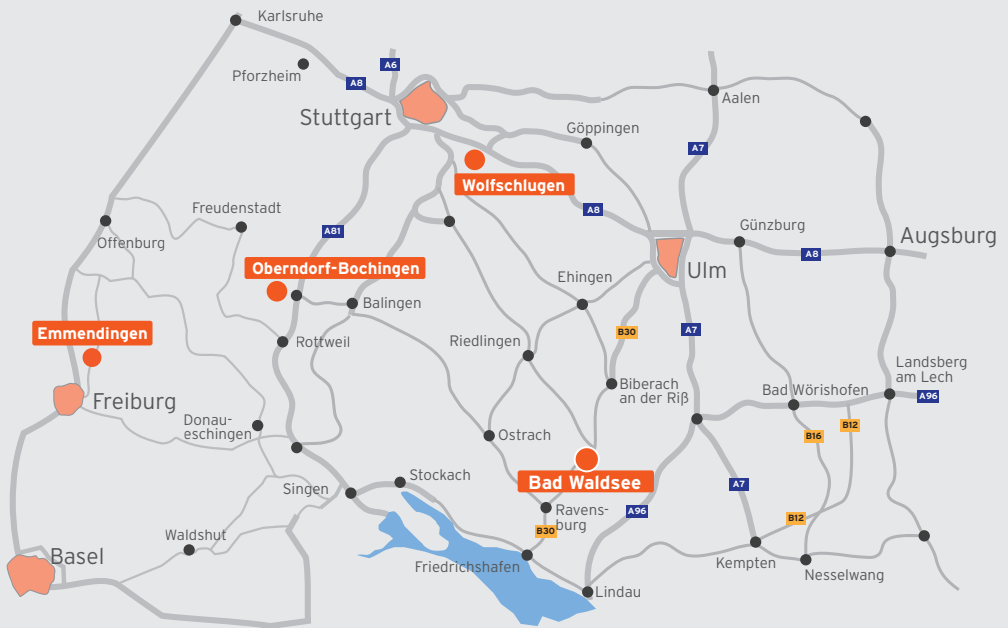 Karlsruhe
Pforzheim
A8
A6
Stuttgart
Göppingen
Aalen
A7
Wolfschlugen
A8
Freudenstadt
Offenburg
A81
Günzburg
A8
Augsburg
Oberndorf-Bochingen
Ehingen
Ulm
Balingen
Emmendingen
Rottweil
Riedlingen
B30
A7
Freiburg
Biberach
an der Riß
Bad Wörishofen
Landsberg
am Lech
A96
Donau-
eschingen
Ostrach
B16
B12
Singen
Stockach
Bad Waldsee
A7
Ravens-
burg
A96
B12
Waldshut
B30
Basel
Friedrichshafen
Kempten
Nesselwang
Lindau